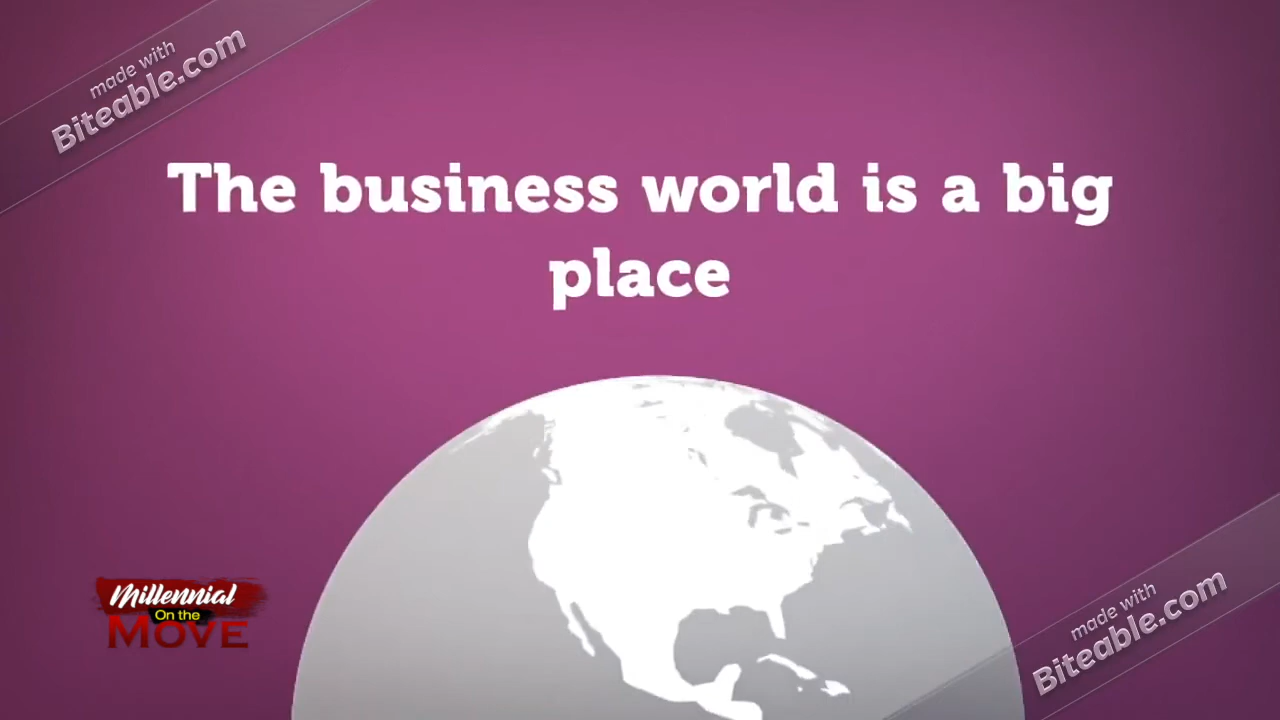 made with
Biteable.com
The business world is a big
place
Millennial
On the
MOVE
made with
Biteable.com